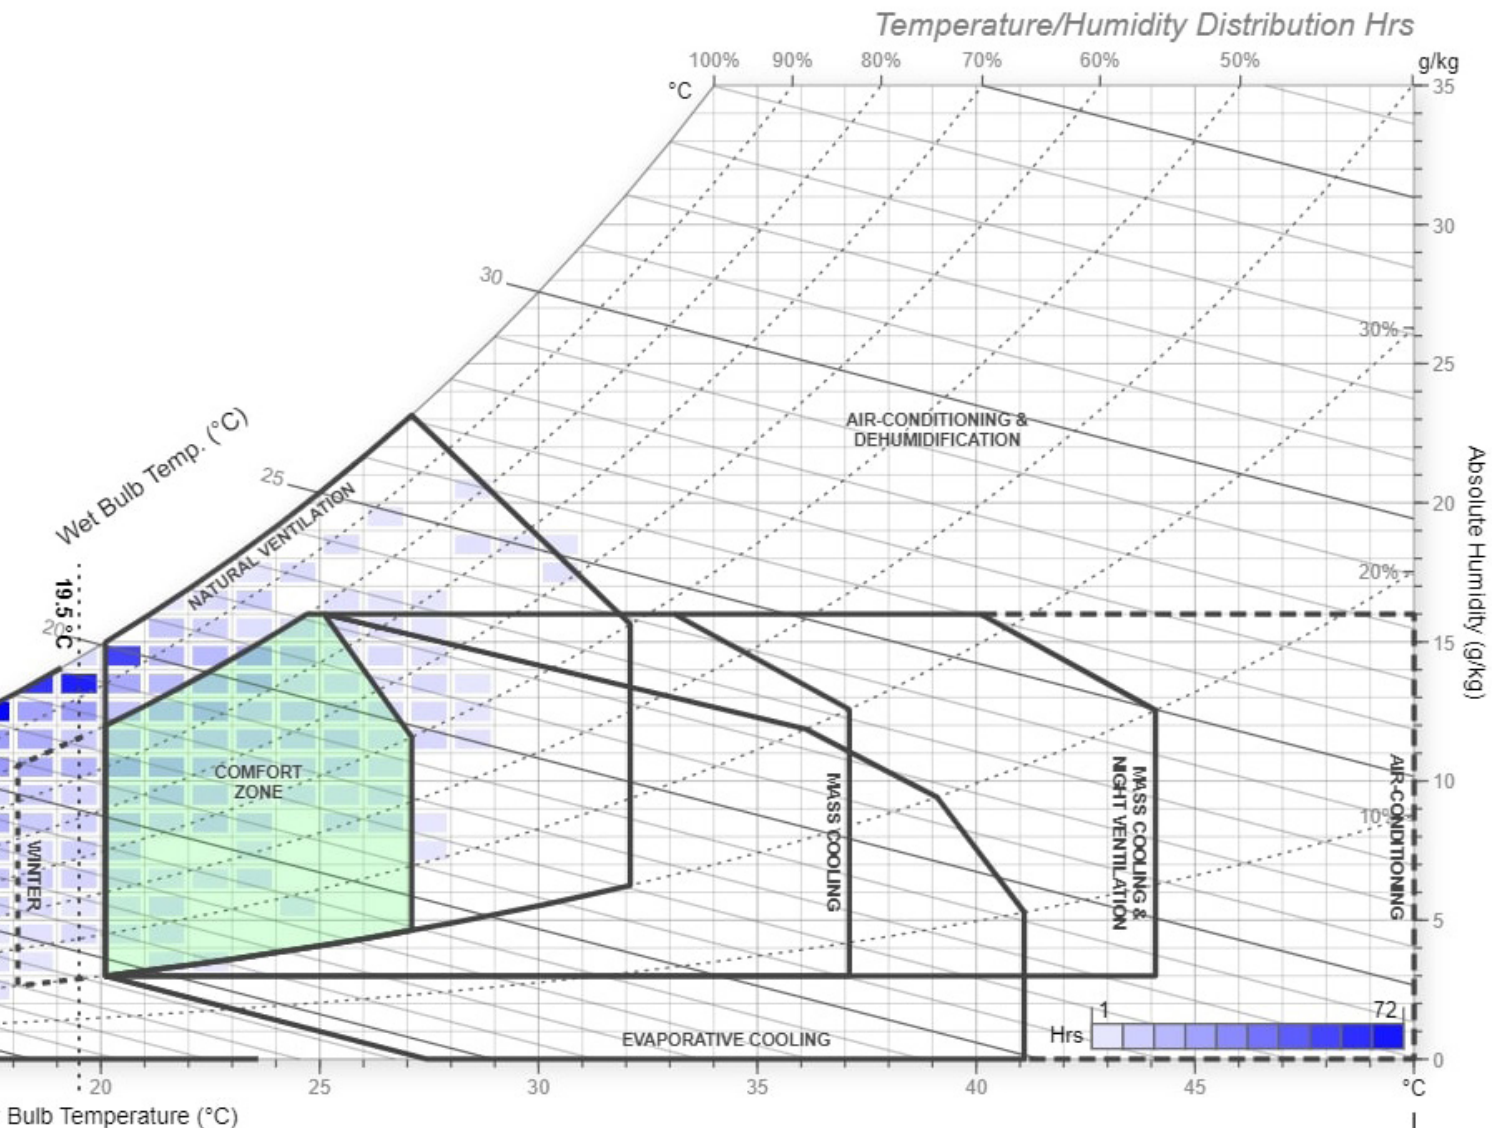 Temperature/Humidity Distribution Hrs
100% 90% 80% 70% 60% 50% g/kg
°C 35
30 30
30%
25
AIR-CONDITIONING &
DEHUMIDIFICATION
Wet Bulb Temp. (°C)
25
NATURAL VENTILATION
20
Absolute Humidity (g/kg)
20%
19.5 °C
20
15
COMFORT
ZONE
10
10%
WINTER
MASS COOLING
MASS COOLING &
NIGHT VENTILATION
AIR-CONDITIONING
5
1 72
Hrs
EVAPORATIVE COOLING
0
20 25 30 35 40 45 °C
Bulb Temperature (°C)